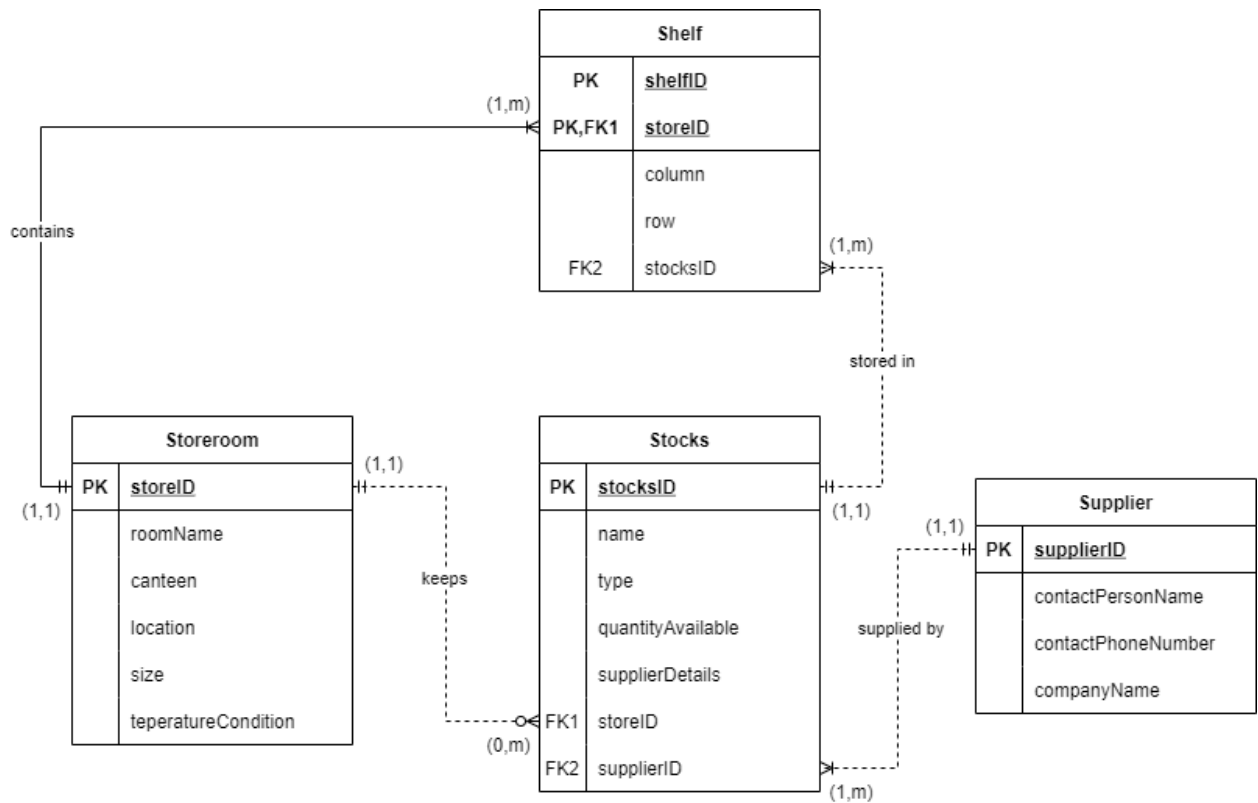 Shelf
PK shelfID
(1,m)
PK,FK1 storeID
column
contains
row
(1,m)
FK2 stocksID
stored in
Storeroom
PK storeID
(1,1)
(1,1)
roomName
canteen
location
size
teperatureCondition
keeps
Stocks
PK stocksID
(1,1)
name
type
quantityAvailable
supplierDetails
FK1 storeID
(0,m)
FK2 supplierID
(1,m)
supplied by
Supplier
(1,1)
PK supplierID
contactPersonName
contactPhoneNumber
companyName